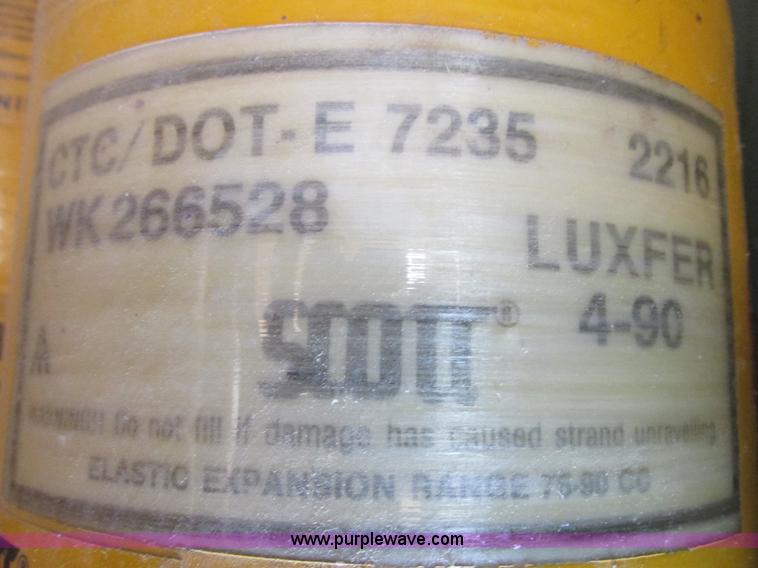 CTC/DOT-E 7235 2216
WK266528
LUXFER
SCOTT®
4-90
WARNING! Do not fill if damage has caused strand unravelling
ELASTIC EXPANSION RANGE 76-90 CC
www.purplewave.com